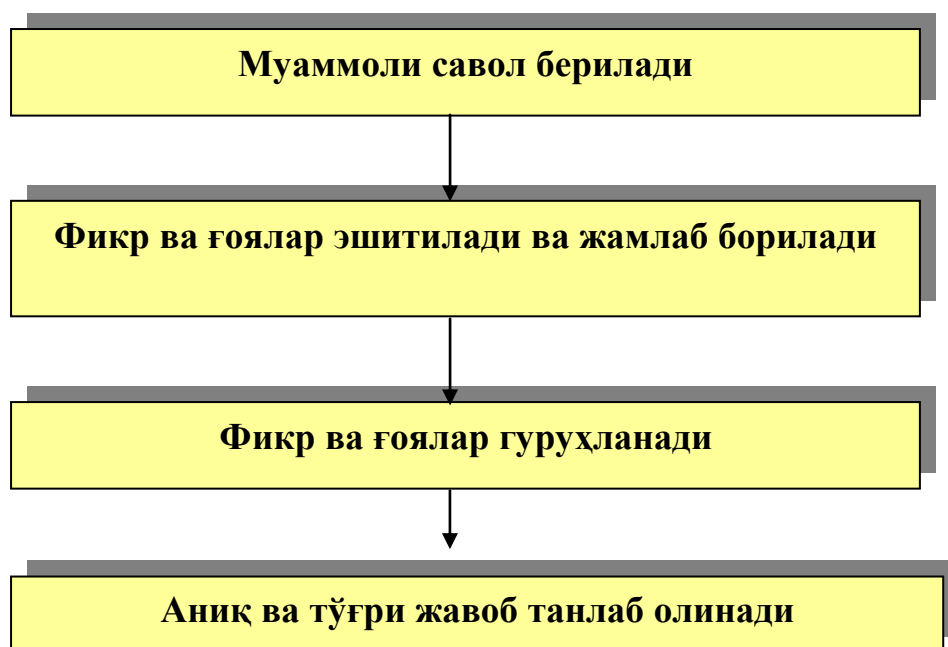 Муаммоли савол берилади
Фикр ва ғоялар эшитилади ва жамлаб борилади
Фикр ва ғоялар гуруҳланади
Аниқ ва тўғри жавоб танлаб олинади